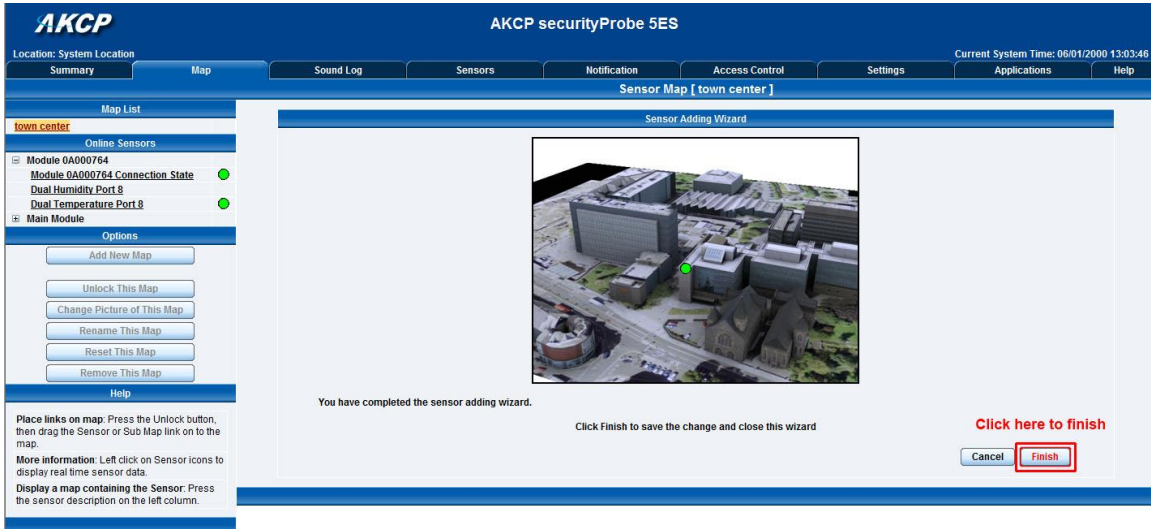 AKCP
AKCP securityProbe 5ES
Location: System Location
Current System Time: 06/01/2000 13:03:46
Summary
Map
Sound Log
Sensors
Notification
Access Control
Settings
Applications
Help
Sensor Map [ town center ]
Map List
town center
Online Sensors
Module 0A000764
Module 0A000764 Connection State
Dual Humidity Port 8
Dual Temperature Port 8
Main Module
Options
Add New Map
Unlock This Map
Change Picture of This Map
Rename This Map
Reset This Map
Remove This Map
Help
Place links on map: Press the Unlock button,
then drag the Sensor or Sub Map link on to the
map.
More information: Left click on Sensor icons to
display real time sensor data.
Display a map containing the Sensor: Press
the sensor description on the left column.
Sensor Adding Wizard
You have completed the sensor adding wizard.
Click Finish to save the change and close this wizard
Click here to finish
Cancel
Finish